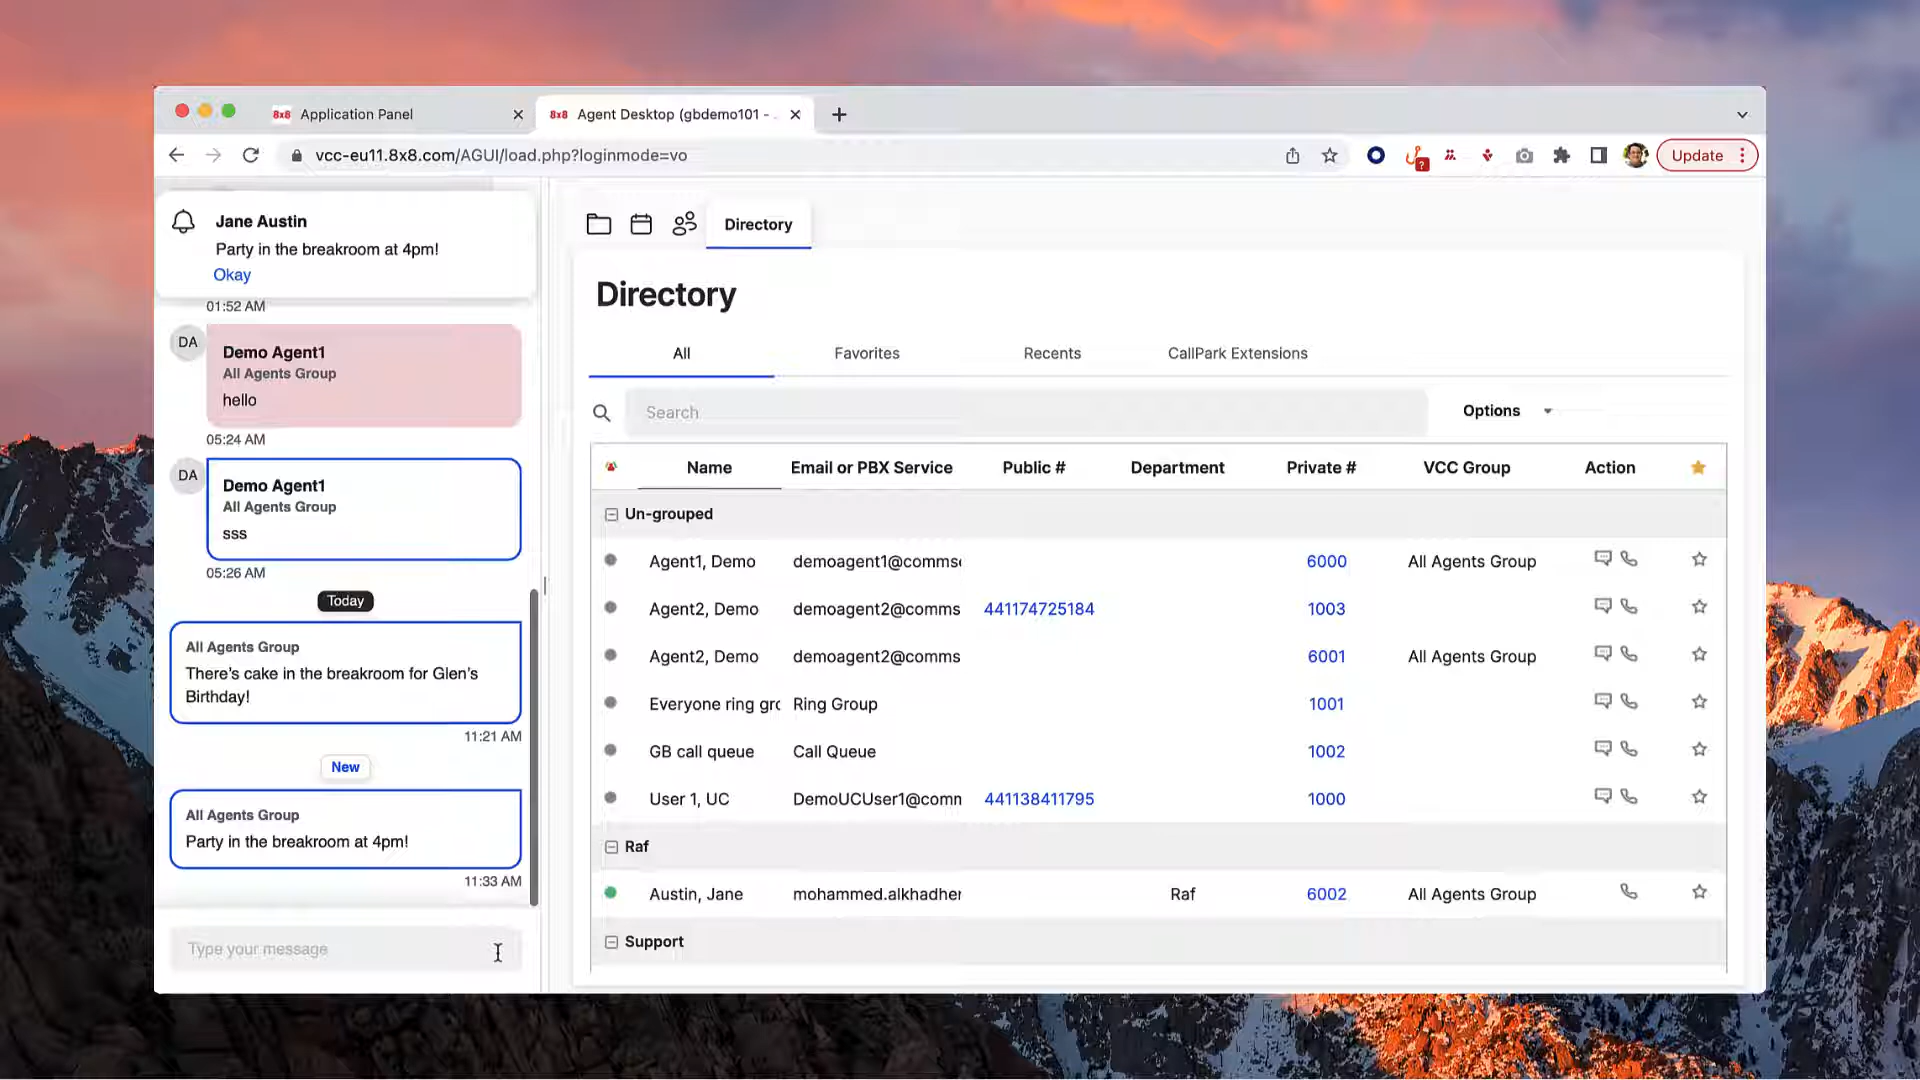 8x8 Application Panel
8x8 Agent Desktop (gbdemo101 -
vcc-eu11.8x8.com/AGUI/load.php?loginmode=vo
?
Update
Jane Austin
Party in the breakroom at 4pm!
Okay
01:52 AM
DA
Demo Agent1
All Agents Group
hello
05:24 AM
DA
Demo Agent1
All Agents Group
sss
05:26 AM
Today
All Agents Group
There's cake in the breakroom for Glen's
Birthday!
11:21 AM
New
All Agents Group
Party in the breakroom at 4pm!
11:33 AM
Type your message
Directory
Directory
All Favorites Recents CallPark Extensions
Search Options
Name Email or PBX Service Public # Department Private # VCC Group Action
Un-grouped
Agent1, Demo demoagent1@comms 6000 All Agents Group
Agent2, Demo demoagent2@comms 441174725184 1003
Agent2, Demo demoagent2@comms 6001 All Agents Group
Everyone ring gr Ring Group 1001
GB call queue Call Queue 1002
User 1, UC DemoUCUser1@comm 441138411795 1000
Raf
Austin, Jane mohammed.alkhadher Raf 6002 All Agents Group
Support